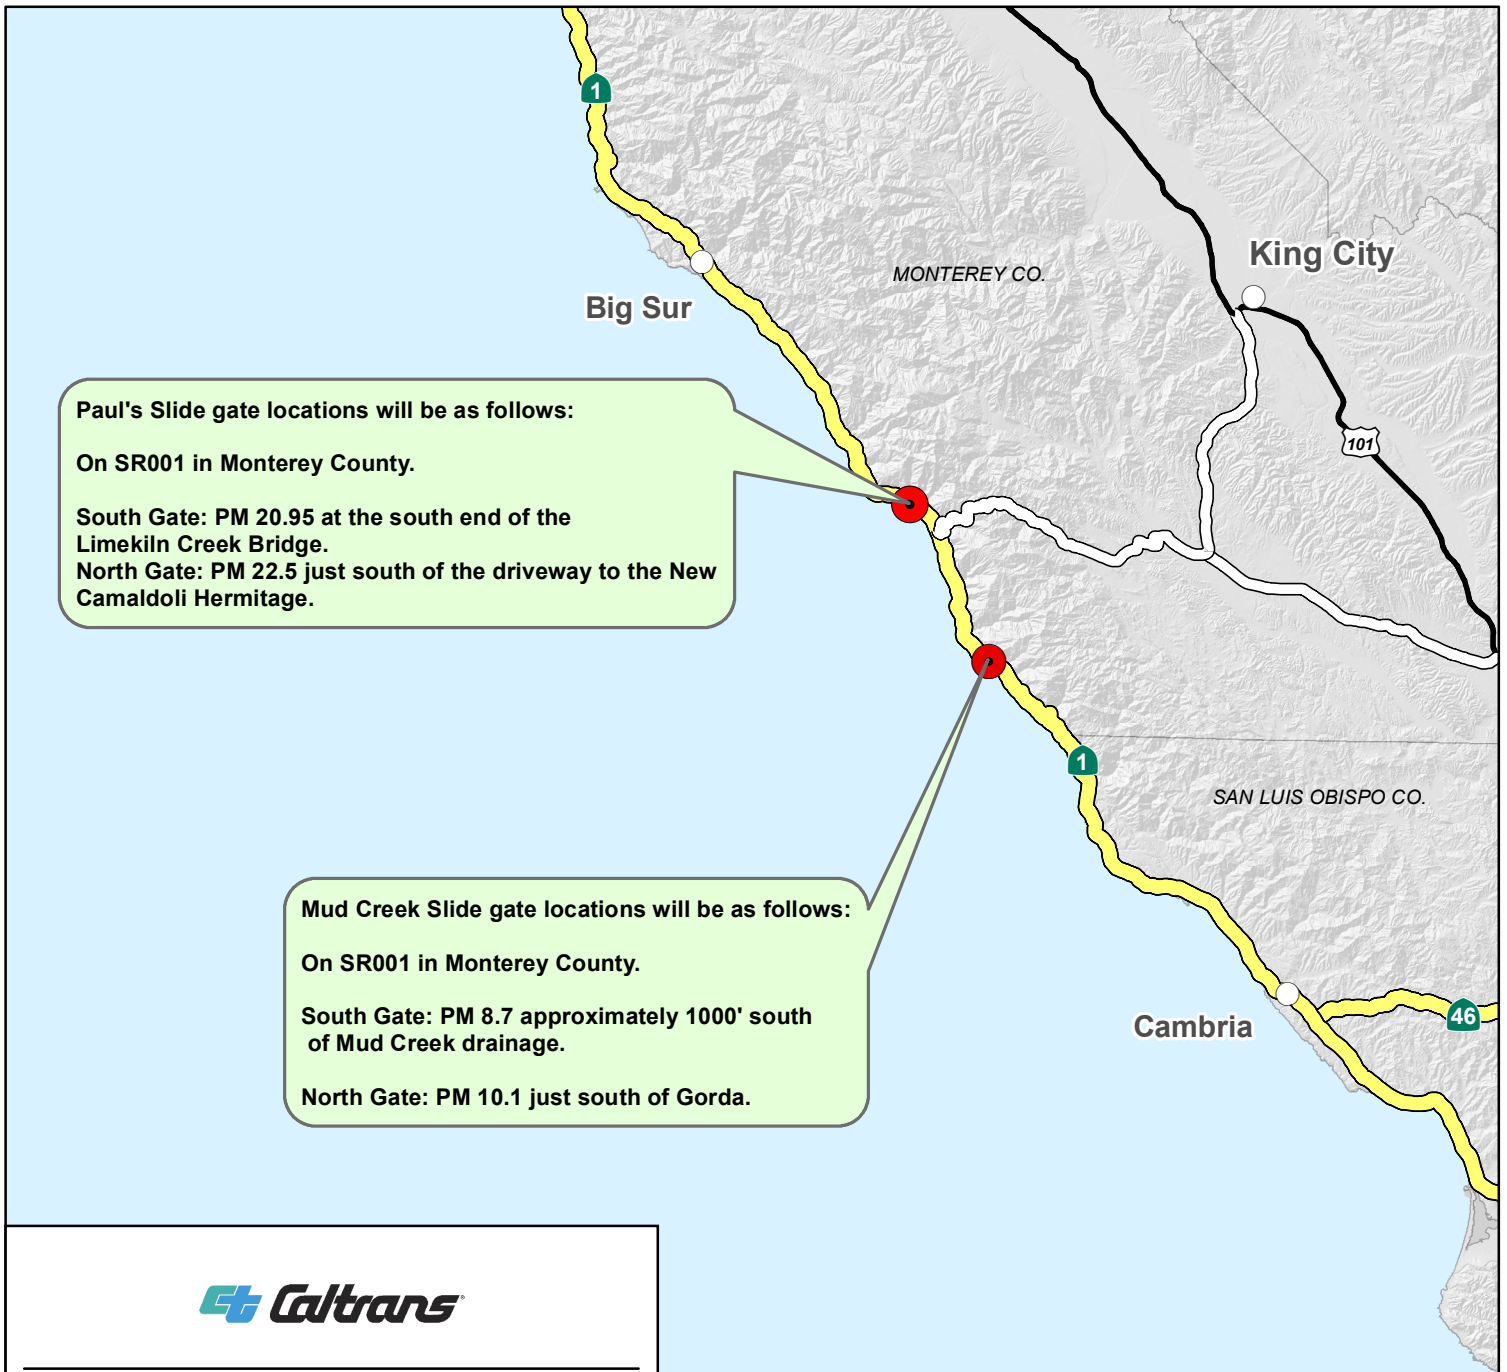 1
King City
MONTEREY CO.
Big Sur
Paul's Slide gate locations will be as follows:
On SR001 in Monterey County.
South Gate: PM 20.95 at the south end of the
Limekiln Creek Bridge.
North Gate: PM 22.5 just south of the driveway to the New
Camaldoli Hermitage.
101
1
SAN LUIS OBISPO CO.
Mud Creek Slide gate locations will be as follows:
On SR001 in Monterey County.
South Gate: PM 8.7 approximately 1000' south
of Mud Creek drainage.
North Gate: PM 10.1 just south of Gorda.
Cambria
46
ct Caltrans